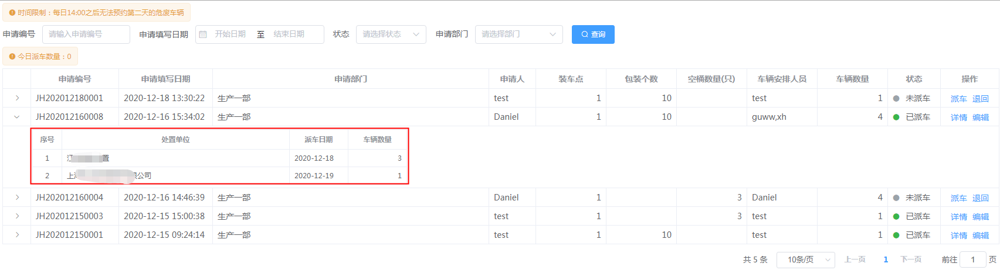 时间限制：每日14:00之后无法预约第二天的危废车辆
申请编号 请输入申请编号 申请填写日期 开始日期 至 结束日期 状态 请选择状态 申请部门 请选择部门 查询
今日派车数量：0
申请编号 申请填写日期 申请部门 申请人 装车点 包装个数 空桶数量(只) 车辆安排人员 车辆数量 状态 操作
JH202012180001 2020-12-18 13:30:22 生产一部 test 1 10 test 1 未派车 派车 退回
JH202012160008 2020-12-16 15:34:02 生产一部 Daniel 1 10 guww,xh 4 已派车 详情 编辑
序号 处置单位 派车日期 车辆数量
1 置 2020-12-18 3
2 上 限公司 2020-12-19 1
JH202012160004 2020-12-16 14:46:39 生产一部 Daniel 1 3 Daniel 4 未派车 派车 退回
JH202012150003 2020-12-15 15:00:38 生产一部 test 1 3 test 1 已派车 详情 编辑
JH202012150001 2020-12-15 09:24:14 生产一部 test 1 10 test 1 已派车 详情 编辑
共 5 条 10条/页 上一页 1 下一页 前往 1 页